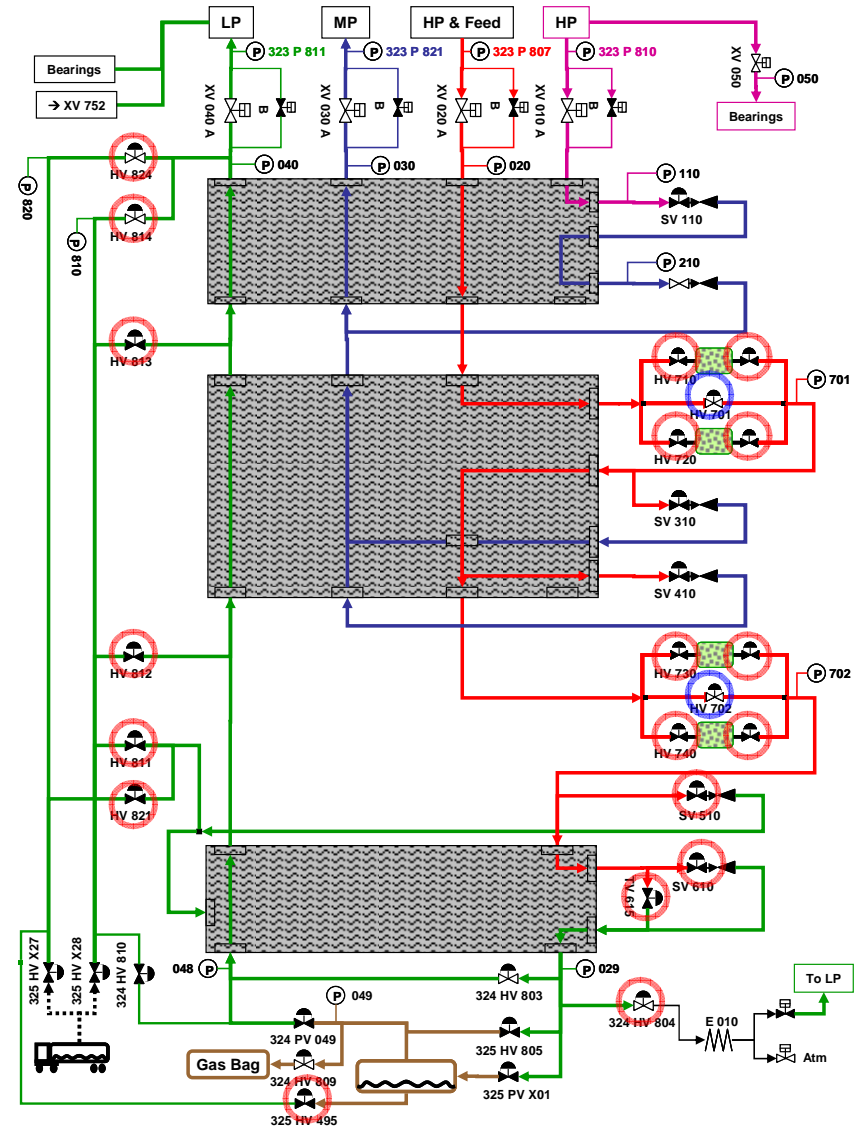 LP
MP
HP & Feed
HP
P 323 P 811
P 323 P 821
P 323 P 807
P 323 P 810
Bearings
→ XV 752
XV 040 A
B
XV 030 A
B
XV 020 A
B
XV 010 A
B
XV 050
P 050
Bearings
HV 824
P 040
P 030
P 020
P 820
P 110
SV 110
HV 814
P 810
P 210
HV 813
HV 710
P 701
HV 701
HV 720
SV 310
SV 410
HV 812
HV 730
P 702
HV 702
HV 740
HV 811
HV 821
SV 510
SV 610
TV 615
325 HV X27
325 HV X28
324 HV 810
048 P
P 029
324 HV 803
P 049
324 HV 804
To LP
E 010
Atm
324 PV 049
325 HV 805
Gas Bag
324 HV 809
325 PV X01
325 HV 495